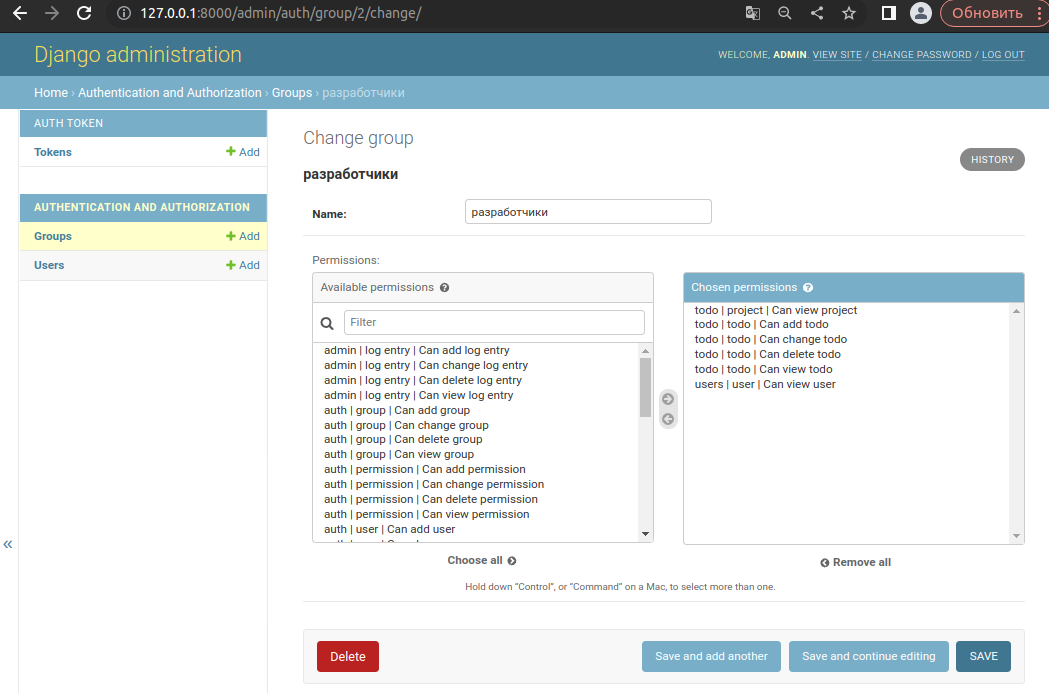 127.0.0.1:8000/admin/auth/group/2/change/
Обновить
Django administration
WELCOME, ADMIN. VIEW SITE / CHANGE PASSWORD / LOG OUT
Home › Authentication and Authorization › Groups › разработчики
AUTH TOKEN
Tokens
Add
AUTHENTICATION AND AUTHORIZATION
Groups
Add
Users
Add
«
Change group
HISTORY
разработчики
Name:
разработчики
Permissions:
Available permissions
Filter
admin | log entry | Can add log entry
admin | log entry | Can change log entry
admin | log entry | Can delete log entry
admin | log entry | Can view log entry
auth | group | Can add group
auth | group | Can change group
auth | group | Can delete group
auth | group | Can view group
auth | permission | Can add permission
auth | permission | Can change permission
auth | permission | Can delete permission
auth | permission | Can view permission
auth | user | Can add user
Choose all
Chosen permissions
todo | project | Can view project
todo | todo | Can add todo
todo | todo | Can change todo
todo | todo | Can delete todo
todo | todo | Can view todo
users | user | Can view user
Remove all
Hold down “Control”, or “Command” on a Mac, to select more than one.
Delete
Save and add another
Save and continue editing
SAVE